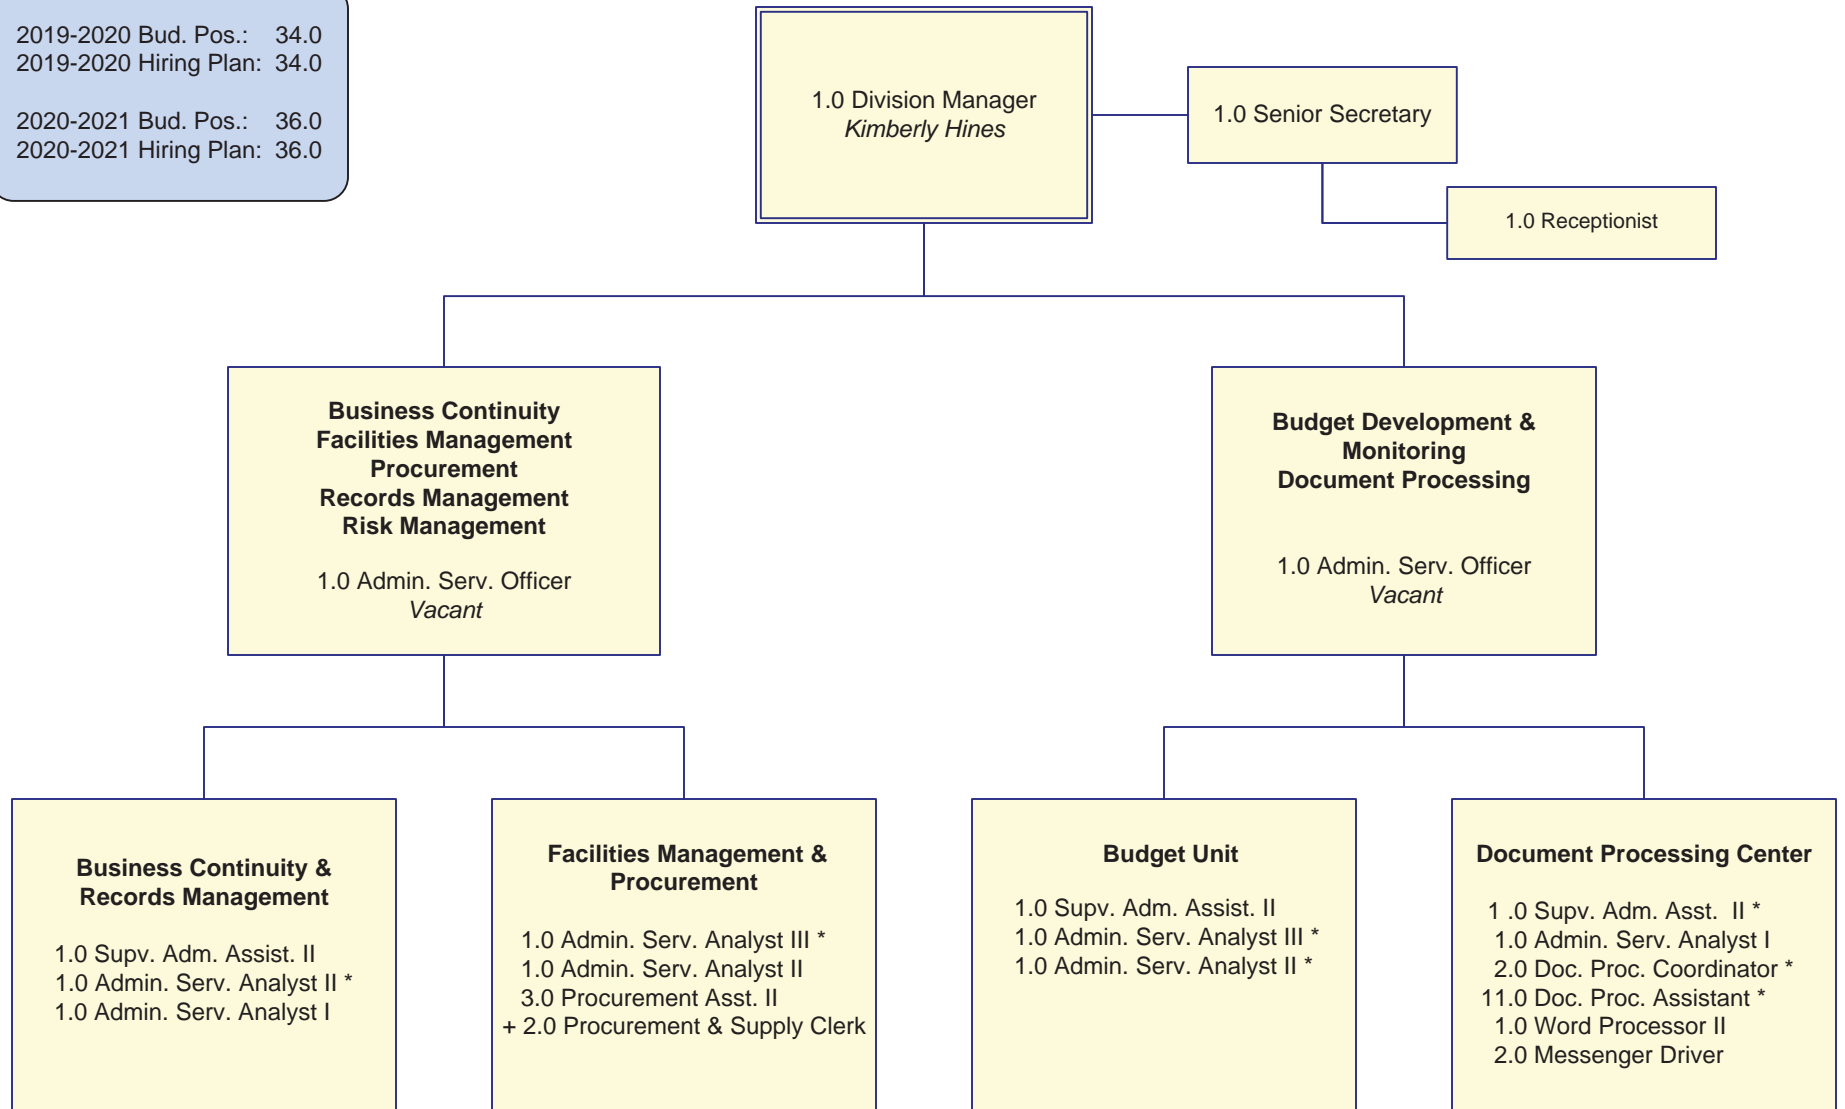 2019-2020 Bud. Pos.: 34.0
2019-2020 Hiring Plan: 34.0
2020-2021 Bud. Pos.: 36.0
2020-2021 Hiring Plan: 36.0
1.0 Division Manager
Kimberly Hines
1.0 Senior Secretary
1.0 Receptionist
Business Continuity
Facilities Management
Procurement
Records Management
Risk Management
1.0 Admin. Serv. Officer
Vacant
Budget Development &
Monitoring
Document Processing
1.0 Admin. Serv. Officer
Vacant
Business Continuity &
Records Management
1.0 Supv. Adm. Assist. II
1.0 Admin. Serv. Analyst II *
1.0 Admin. Serv. Analyst I
Facilities Management &
Procurement
1.0 Admin. Serv. Analyst III *
1.0 Admin. Serv. Analyst II
3.0 Procurement Asst. II
+ 2.0 Procurement & Supply Clerk
Budget Unit
1.0 Supv. Adm. Assist. II
1.0 Admin. Serv. Analyst III *
1.0 Admin. Serv. Analyst II *
Document Processing Center
1 .0 Supv. Adm. Asst.  II *
1.0 Admin. Serv. Analyst I
2.0 Doc. Proc. Coordinator *
11.0 Doc. Proc. Assistant *
1.0 Word Processor II
2.0 Messenger Driver